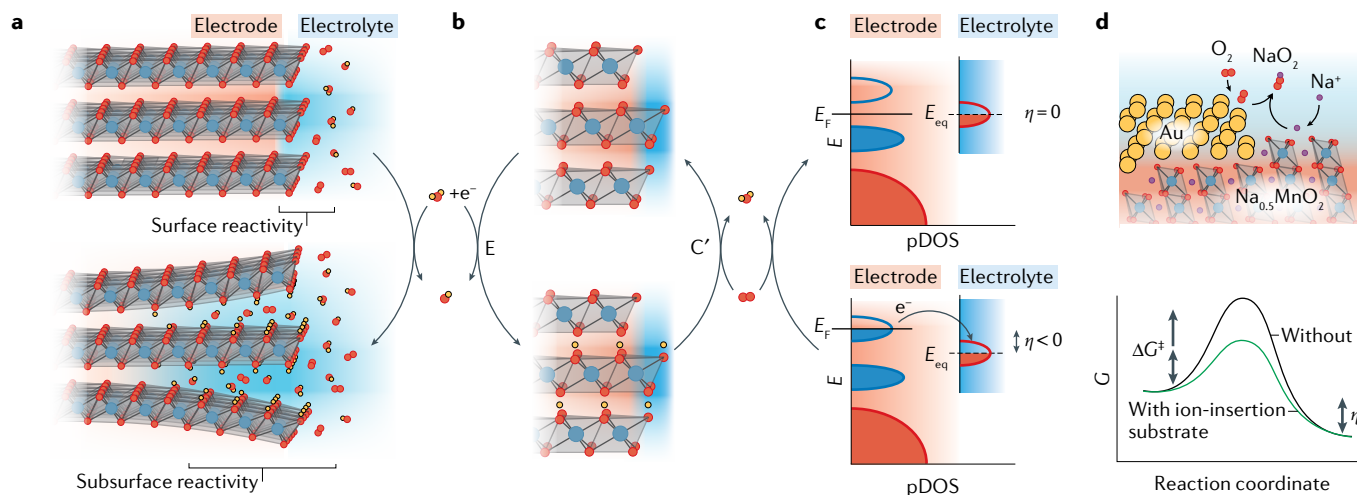 a
Electrode Electrolyte
Surface reactivity
Subsurface reactivity
+e⁻
E
b
C′
c
Electrode Electrolyte
E_F
E_eq
η = 0
E
pDOS
Electrode Electrolyte
e⁻
E_F
E_eq
η < 0
E
pDOS
d
O₂
NaO₂
Na⁺
Au
Na₀.₅MnO₂
G
ΔG‡
Without
With ion-insertion
substrate
η
Reaction coordinate